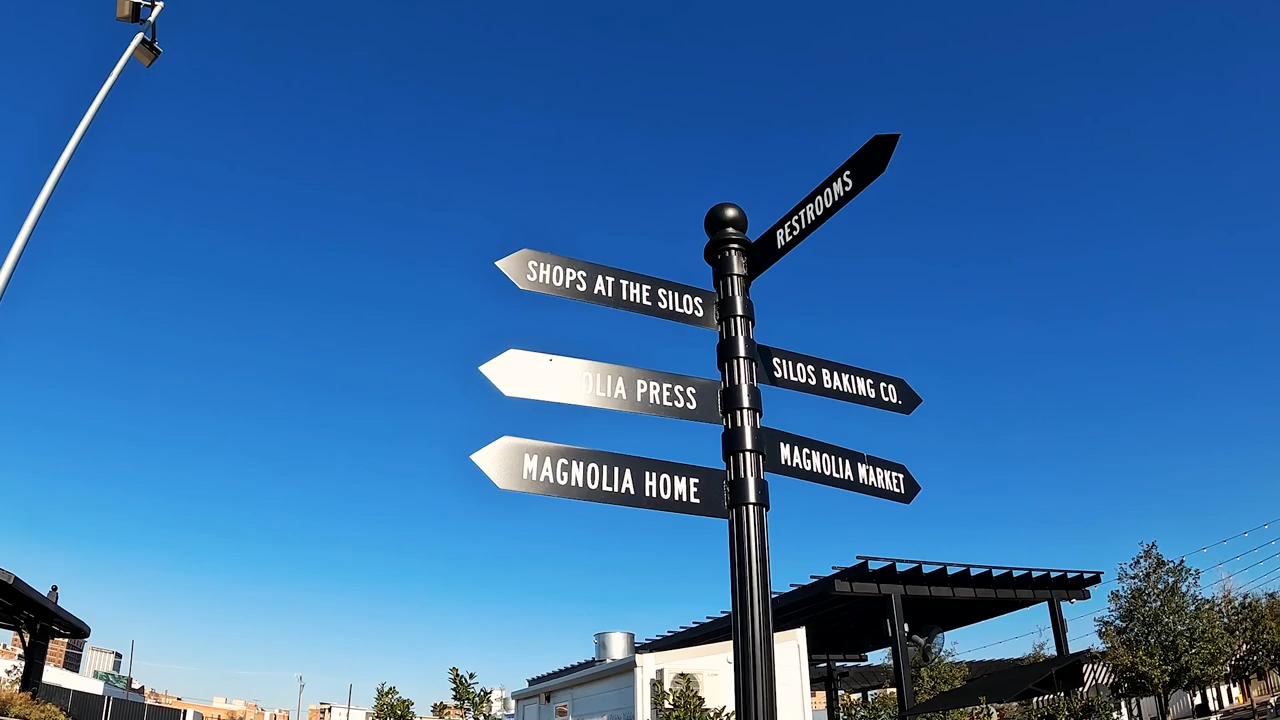 RESTROOMS
SHOPS AT THE SILOS
SILOS BAKING CO.
OLIA PRESS
MAGNOLIA MARKET
MAGNOLIA HOME